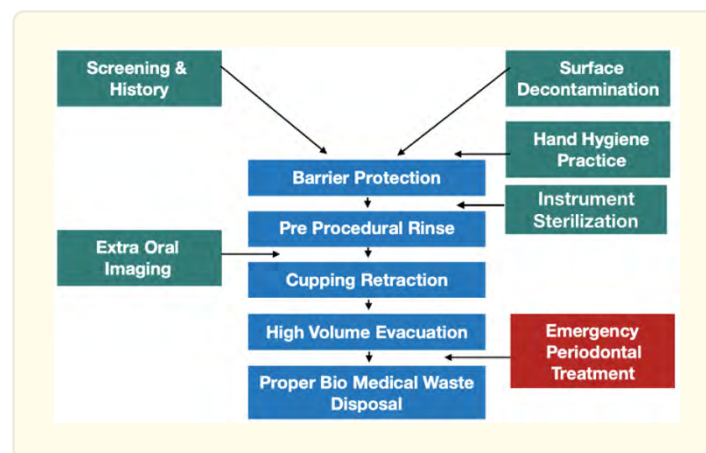 Screening &
History
Surface
Decontamination
Hand Hygiene
Practice
Barrier Protection
Instrument
Sterilization
Pre Procedural Rinse
Extra Oral
Imaging
Cupping Retraction
High Volume Evacuation
Emergency
Periodontal
Treatment
Proper Bio Medical Waste
Disposal